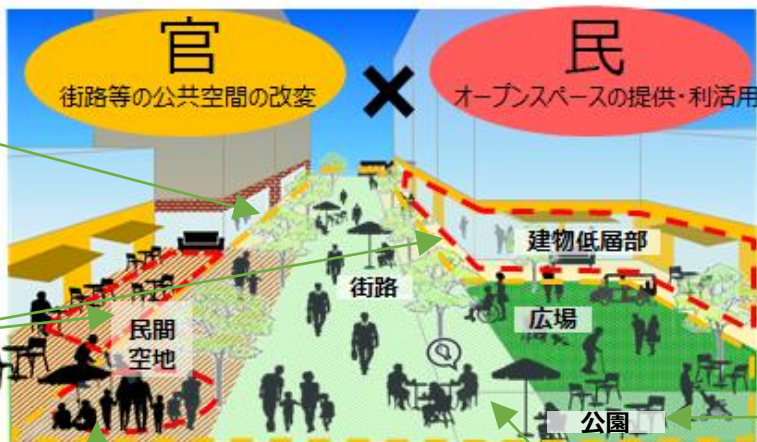 官
街路等の公共空間の改変
×
民
オープンスペースの提供・利活用
建物低層部
街路
広場
民間
空地
公園